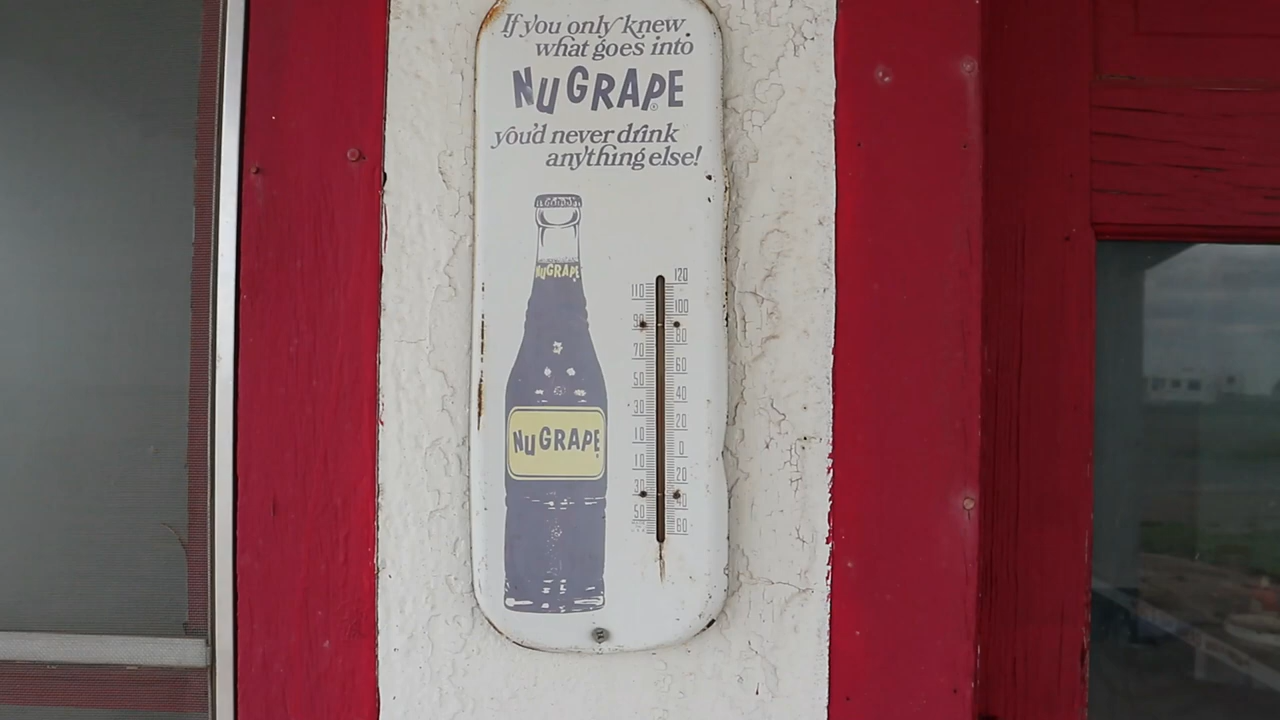 If you only knew
what goes into
NUGRAPE
®
you'd never drink
anything else!
NUGRAPE
NUGRAPE
120
110
100
90
80
70
60
50
40
30
20
10
0
10
20
30
40
50
60